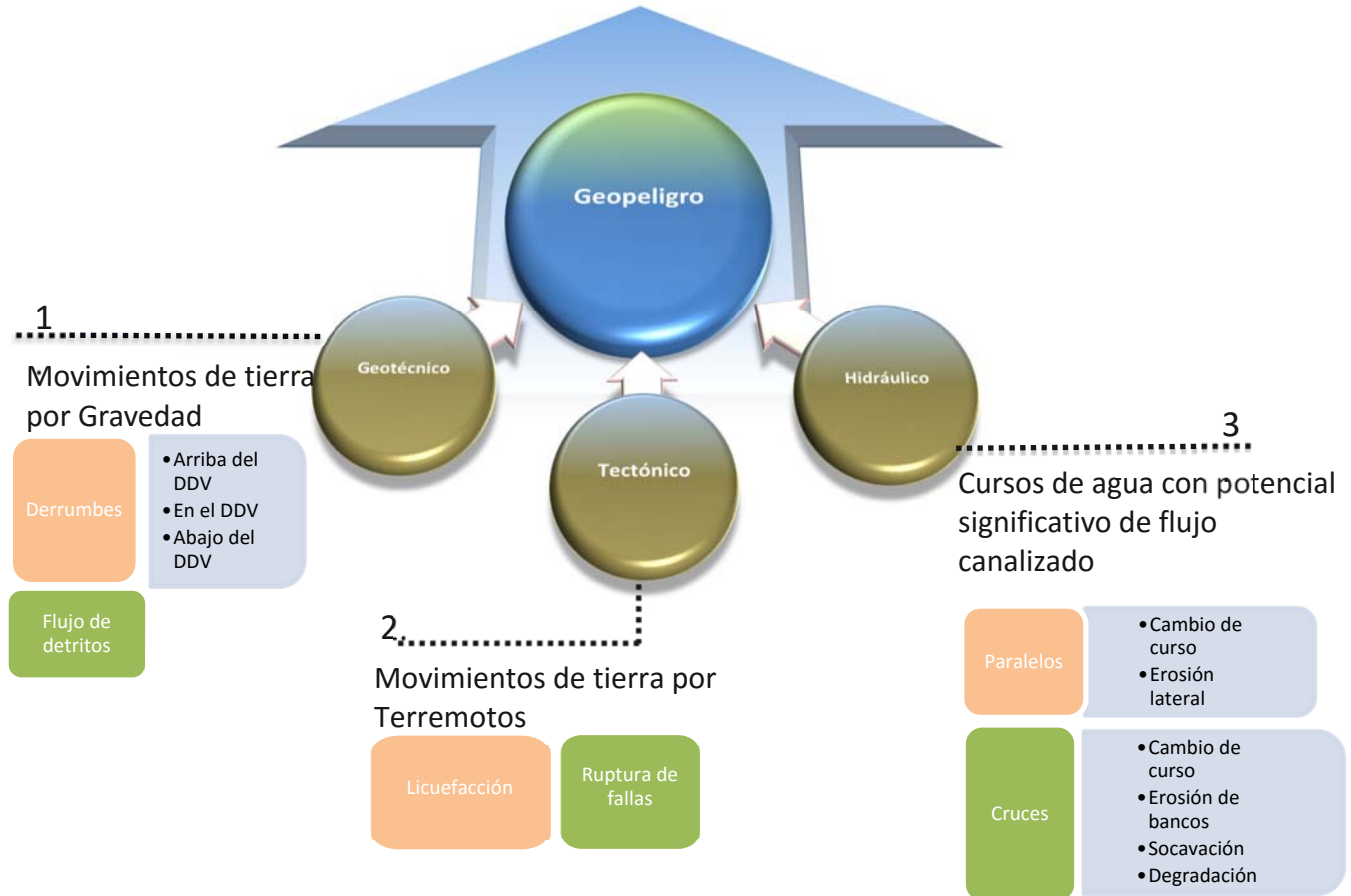 Geopeligro
Geotécnico
Tectónico
Hidráulico
1
.
Movimientos de tierra
por Gravedad
Derrumbes
•Arriba del
DDV
•En el DDV
•Abajo del
DDV
Flujo de
detritos
2.
Movimientos de tierra por
Terremotos
Licuefacción
Ruptura de
fallas
3
.
Cursos de agua con potencial
significativo de flujo
canalizado
Paralelos
•Cambio de
curso
•Erosión
lateral
Cruces
•Cambio de
curso
•Erosión de
bancos
•Socavación
•Degradación